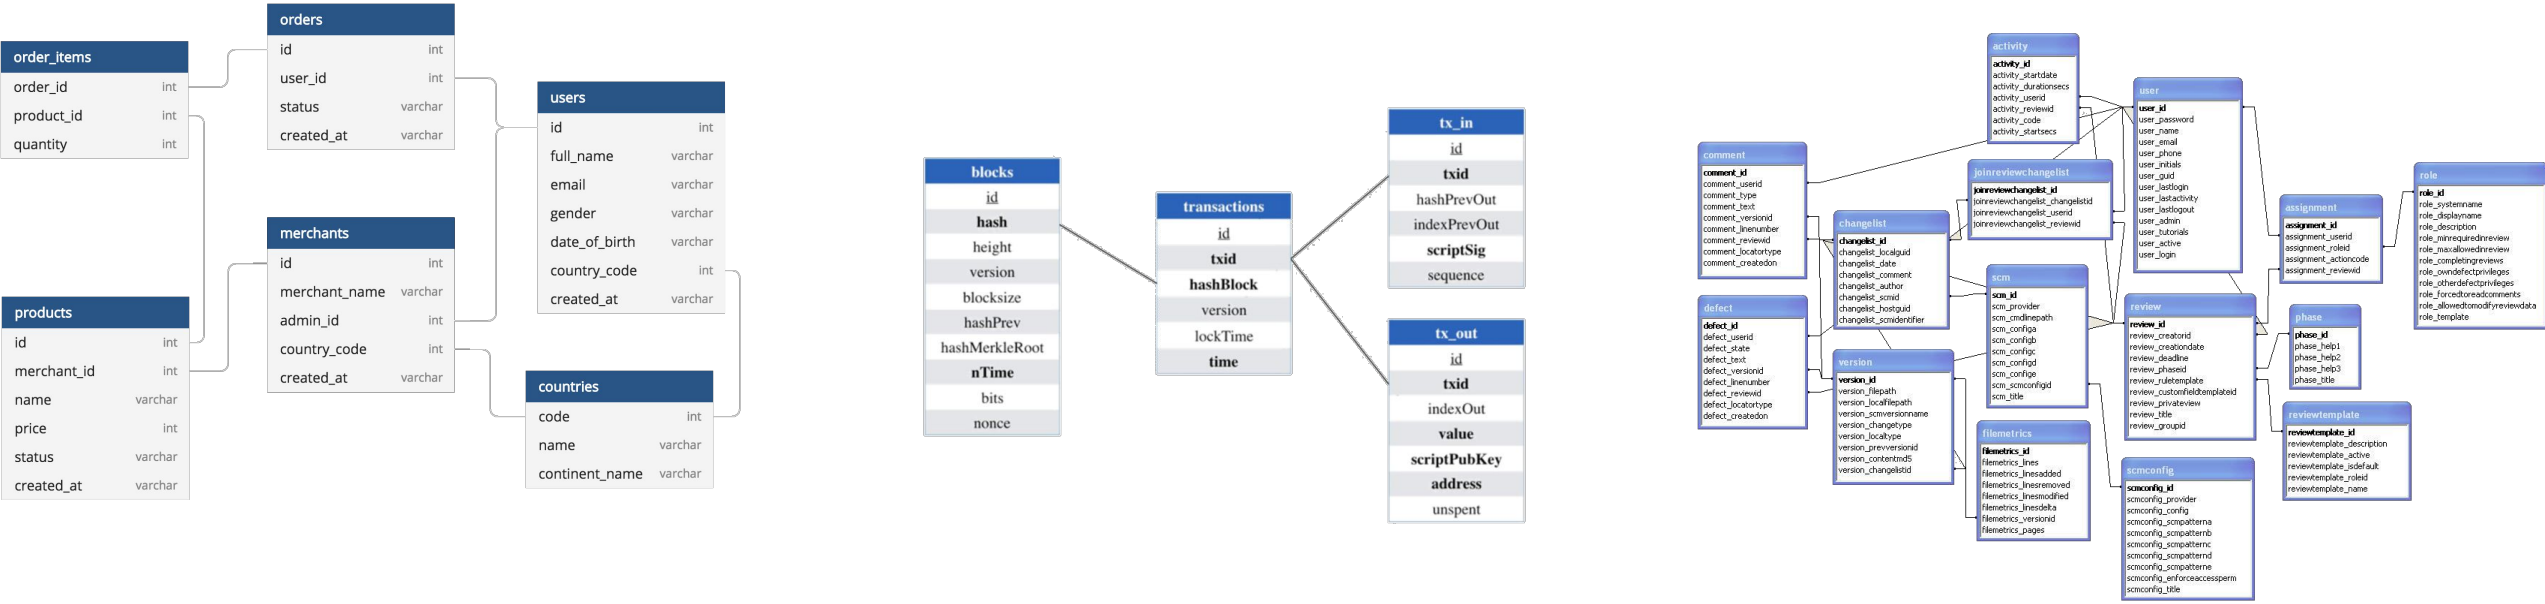 order_items
order_id int
product_id int
quantity int
orders
id int
user_id int
status varchar
created_at varchar
users
id int
full_name varchar
email varchar
gender varchar
date_of_birth varchar
country_code int
created_at varchar
merchants
id int
merchant_name varchar
admin_id int
country_code int
created_at varchar
products
id int
merchant_id int
name varchar
price int
status varchar
created_at varchar
countries
code int
name varchar
continent_name varchar
blocks
id
hash
height
version
blocksize
hashPrev
hashMerkleRoot
nTime
bits
nonce
transactions
id
txid
hashBlock
version
lockTime
time
tx_in
id
txid
hashPrevOut
indexPrevOut
scriptSig
sequence
tx_out
id
txid
indexOut
value
scriptPubKey
address
unspent
activity
activity_id
activity_startdate
activity_durationsecs
activity_userid
activity_reviewid
activity_code
activity_startsecs
user
user_id
user_password
user_name
user_email
user_phone
user_initials
user_guid
user_lastlogin
user_lastactivity
user_lastlogout
user_admin
user_tutorials
user_active
user_login
comment
comment_id
comment_userid
comment_type
comment_text
comment_versionid
comment_linenumber
comment_reviewid
comment_locatortype
comment_createdon
joinreviewchangelist
joinreviewchangelist_id
joinreviewchangelist_changelistid
joinreviewchangelist_userid
joinreviewchangelist_reviewid
changelist
changelist_id
changelist_localguid
changelist_date
changelist_comment
changelist_author
changelist_scmid
changelist_hostguid
changelist_scmidentifier
role
role_id
role_systemname
role_displayname
role_description
role_minrequiredinreview
role_maxallowedinreview
role_completingreviews
role_owndefectprivileges
role_otherdefectprivileges
role_forcedtoreadcomments
role_allowedtomodifyreviewdata
role_template
assignment
assignment_id
assignment_userid
assignment_roleid
assignment_actioncode
assignment_reviewid
scm
scm_id
scm_provider
scm_cmdlinepath
scm_configa
scm_configb
scm_configc
scm_configd
scm_confige
scm_scmconfigid
scm_title
defect
defect_id
defect_userid
defect_state
defect_text
defect_versionid
defect_linenumber
defect_reviewid
defect_locatortype
defect_createdon
review
review_id
review_creatorid
review_creationdate
review_deadline
review_phaseid
review_ruletemplate
review_customfieldtemplateid
review_privateview
review_title
review_groupid
phase
phase_id
phase_help1
phase_help2
phase_help3
phase_title
version
version_id
version_filepath
version_localfilepath
version_scmversionname
version_changetype
version_localtype
version_prevversionid
version_contentmd5
version_changelistid
reviewtemplate
reviewtemplate_id
reviewtemplate_description
reviewtemplate_active
reviewtemplate_isdefault
reviewtemplate_roleid
reviewtemplate_name
filemetrics
filemetrics_id
filemetrics_lines
filemetrics_linesadded
filemetrics_linesremoved
filemetrics_linesmodified
filemetrics_linesdelta
filemetrics_versionid
filemetrics_pages
scmconfig
scmconfig_id
scmconfig_provider
scmconfig_config
scmconfig_scmpatterna
scmconfig_scmpatternb
scmconfig_scmpatternc
scmconfig_scmpatternd
scmconfig_scmpatterne
scmconfig_enforceaccessperm
scmconfig_title